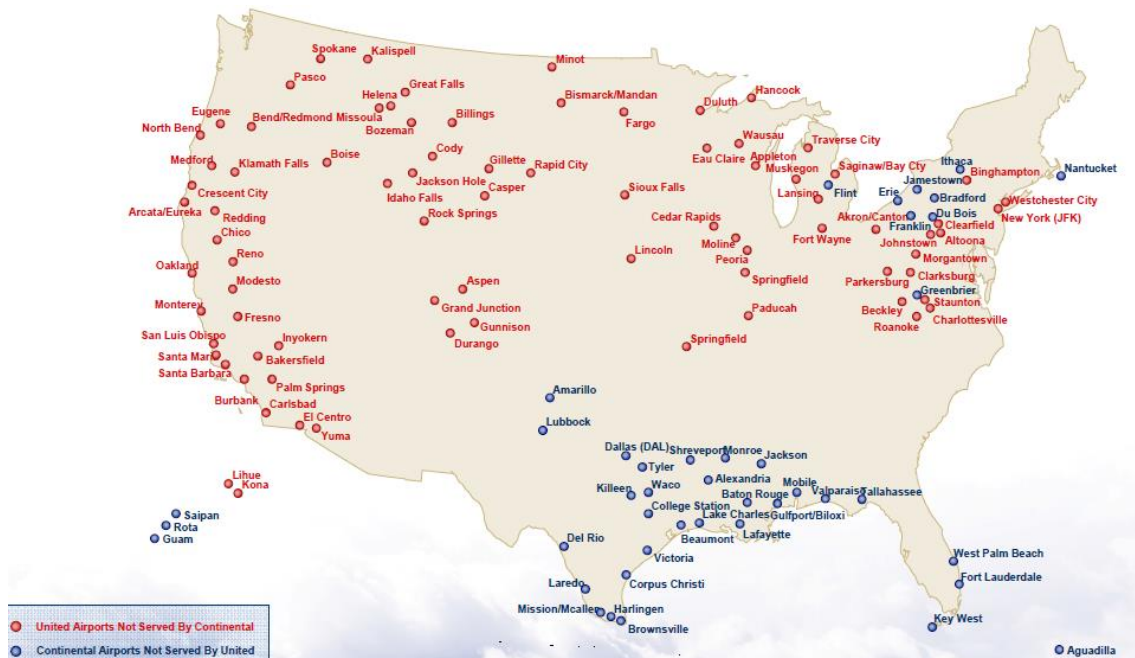 Spokane
Kalispell
Minot
Pasco
Great Falls
Helena
Bismarck/Mandan
Hancock
Duluth
Eugene
Bend/Redmond
Missoula
Billings
Fargo
North Bend
Bozeman
Wausau
Traverse City
Medford
Klamath Falls
Boise
Cody
Gillette
Rapid City
Eau Claire
Appleton
Muskegon
Saginaw/Bay Cty
Ithaca
Nantucket
Binghampton
Jackson Hole
Casper
Idaho Falls
Sioux Falls
Lansing
Flint
Jamestown
Erie
Bradford
Crescent City
Arcata/Eureka
Redding
Rock Springs
Cedar Rapids
Akron/Canton
Du Bois
Westchester City
New York (JFK)
Franklin
Clearfield
Chico
Moline
Fort Wayne
Johnstown
Altoona
Reno
Lincoln
Peoria
Morgantown
Oakland
Modesto
Aspen
Springfield
Parkersburg
Clarksburg
Greenbrier
Monterey
Grand Junction
Paducah
Beckley
Staunton
Fresno
Gunnison
Roanoke
Charlottesville
San Luis Obispo
Inyokern
Durango
Springfield
Santa Maria
Bakersfield
Santa Barbara
Palm Springs
Burbank
Carlsbad
Amarillo
El Centro
Yuma
Lubbock
Dallas (DAL)
Shreveport
Monroe
Jackson
Tyler
Lihue
Kona
Killeen
Waco
Alexandria
Mobile
Valparaiso
Tallahassee
Baton Rouge
Saipan
College Station
Lake Charles
Gulfport/Biloxi
Rota
Guam
Del Rio
Beaumont
Lafayette
Victoria
West Palm Beach
Laredo
Corpus Christi
Fort Lauderdale
Mission/Mcallen
Harlingen
Brownsville
Key West
United Airports Not Served By Continental
Continental Airports Not Served By United
Aguadilla